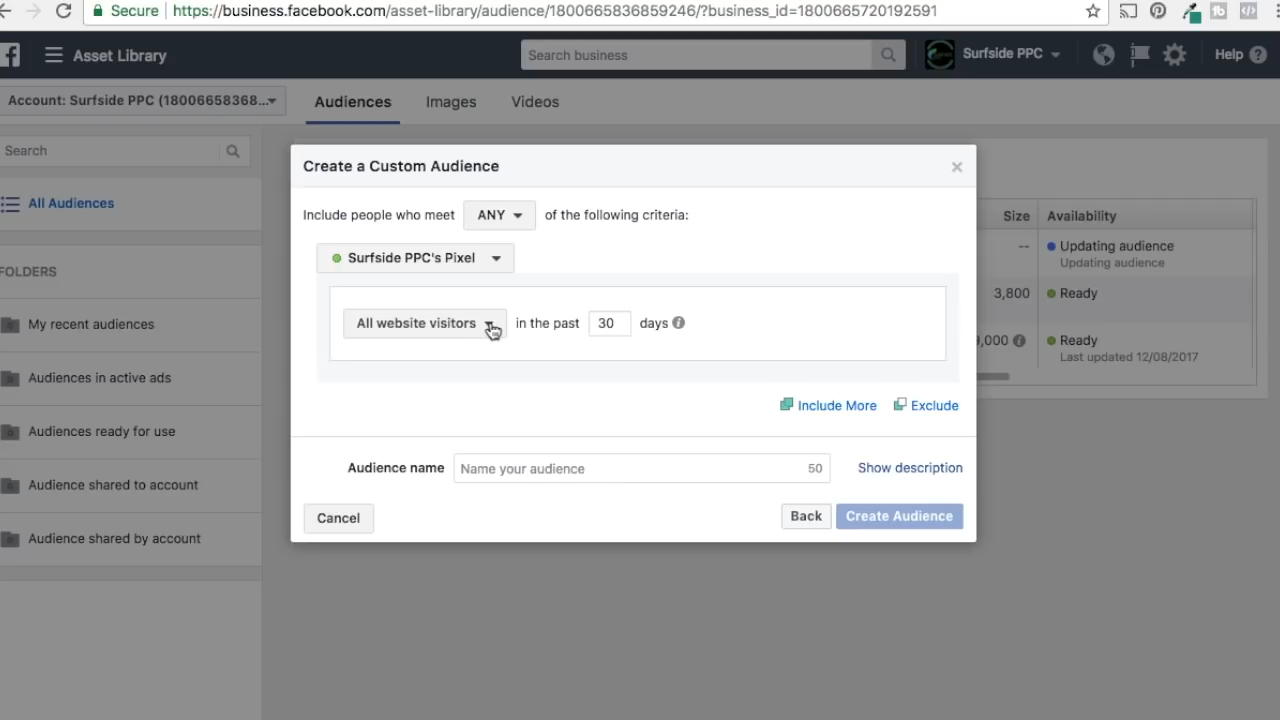 Secure
https://business.facebook.com/asset-library/audience/1800665836859246/?business_id=1800665720192591
Asset Library
Search business
Surfside PPC
Help
Account: Surfside PPC (18006658368...
Audiences
Images
Videos
Search
All Audiences
FOLDERS
My recent audiences
Audiences in active ads
Audiences ready for use
Audience shared to account
Audience shared by account
Create a Custom Audience
Include people who meet ANY of the following criteria:
Surfside PPC's Pixel
All website visitors in the past 30 days
Include More Exclude
Audience name Name your audience 50 Show description
Cancel Back Create Audience
Size Availability
-- Updating audience
Updating audience
3,800 Ready
,000 Ready
Last updated 12/08/2017